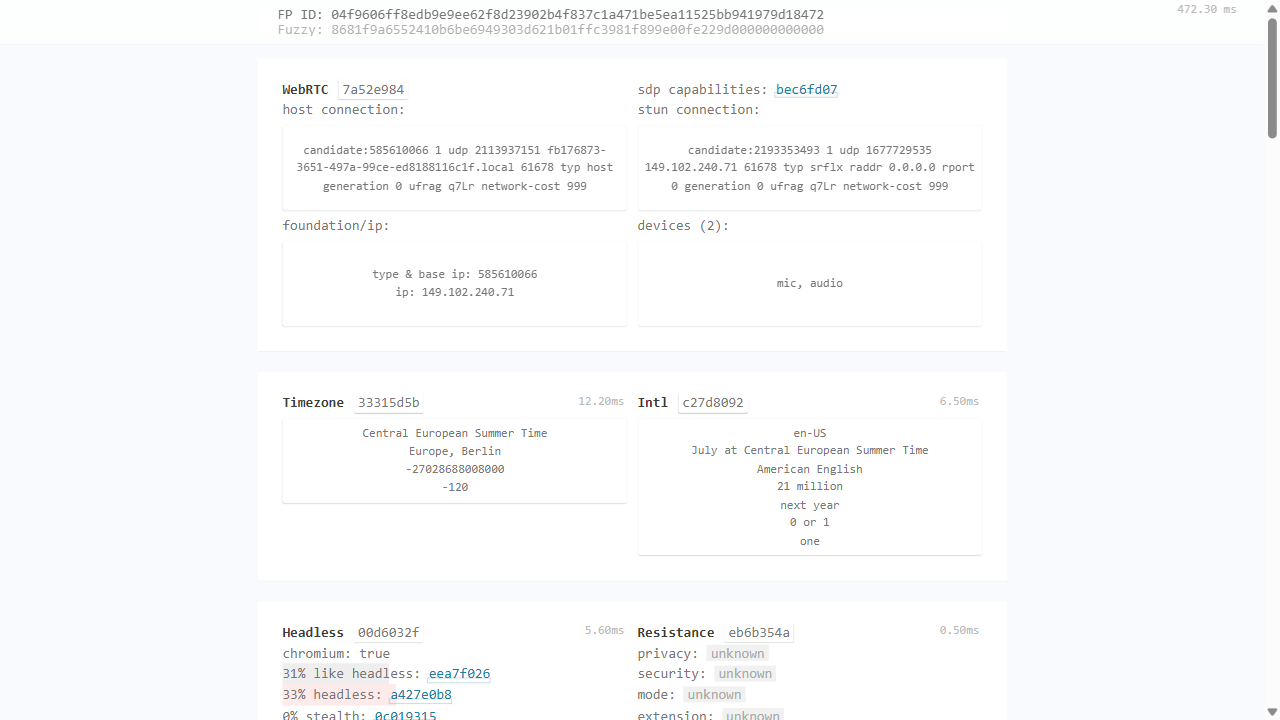 FP ID: 04f9606ff8edb9e9ee62f8d23902b4f837c1a471be5ea11525bb941979d18472
472.30 ms
Fuzzy: 8681f9a6552410b6be6949303d621b01ffc3981f899e00fe229d000000000000
WebRTC 7a52e984
host connection:
candidate:585610066 1 udp 2113937151 fb176873-
3651-497a-99ce-ed8188116c1f.local 61678 typ host
generation 0 ufrag q7Lr network-cost 999
foundation/ip:
type & base ip: 585610066
ip: 149.102.240.71
sdp capabilities: bec6fd07
stun connection:
candidate:2193353493 1 udp 1677729535
149.102.240.71 61678 typ srflx raddr 0.0.0.0 rport
0 generation 0 ufrag q7Lr network-cost 999
devices (2):
mic, audio
Timezone 33315d5b 12.20ms
Central European Summer Time
Europe, Berlin
-27028688008000
-120
Intl c27d8092 6.50ms
en-US
July at Central European Summer Time
American English
21 million
next year
0 or 1
one
Headless 00d6032f 5.60ms
chromium: true
31% like headless: eea7f026
33% headless: a427e0b8
0% stealth: 0c019315
Resistance eb6b354a 0.50ms
privacy: unknown
security: unknown
mode: unknown
extension: unknown